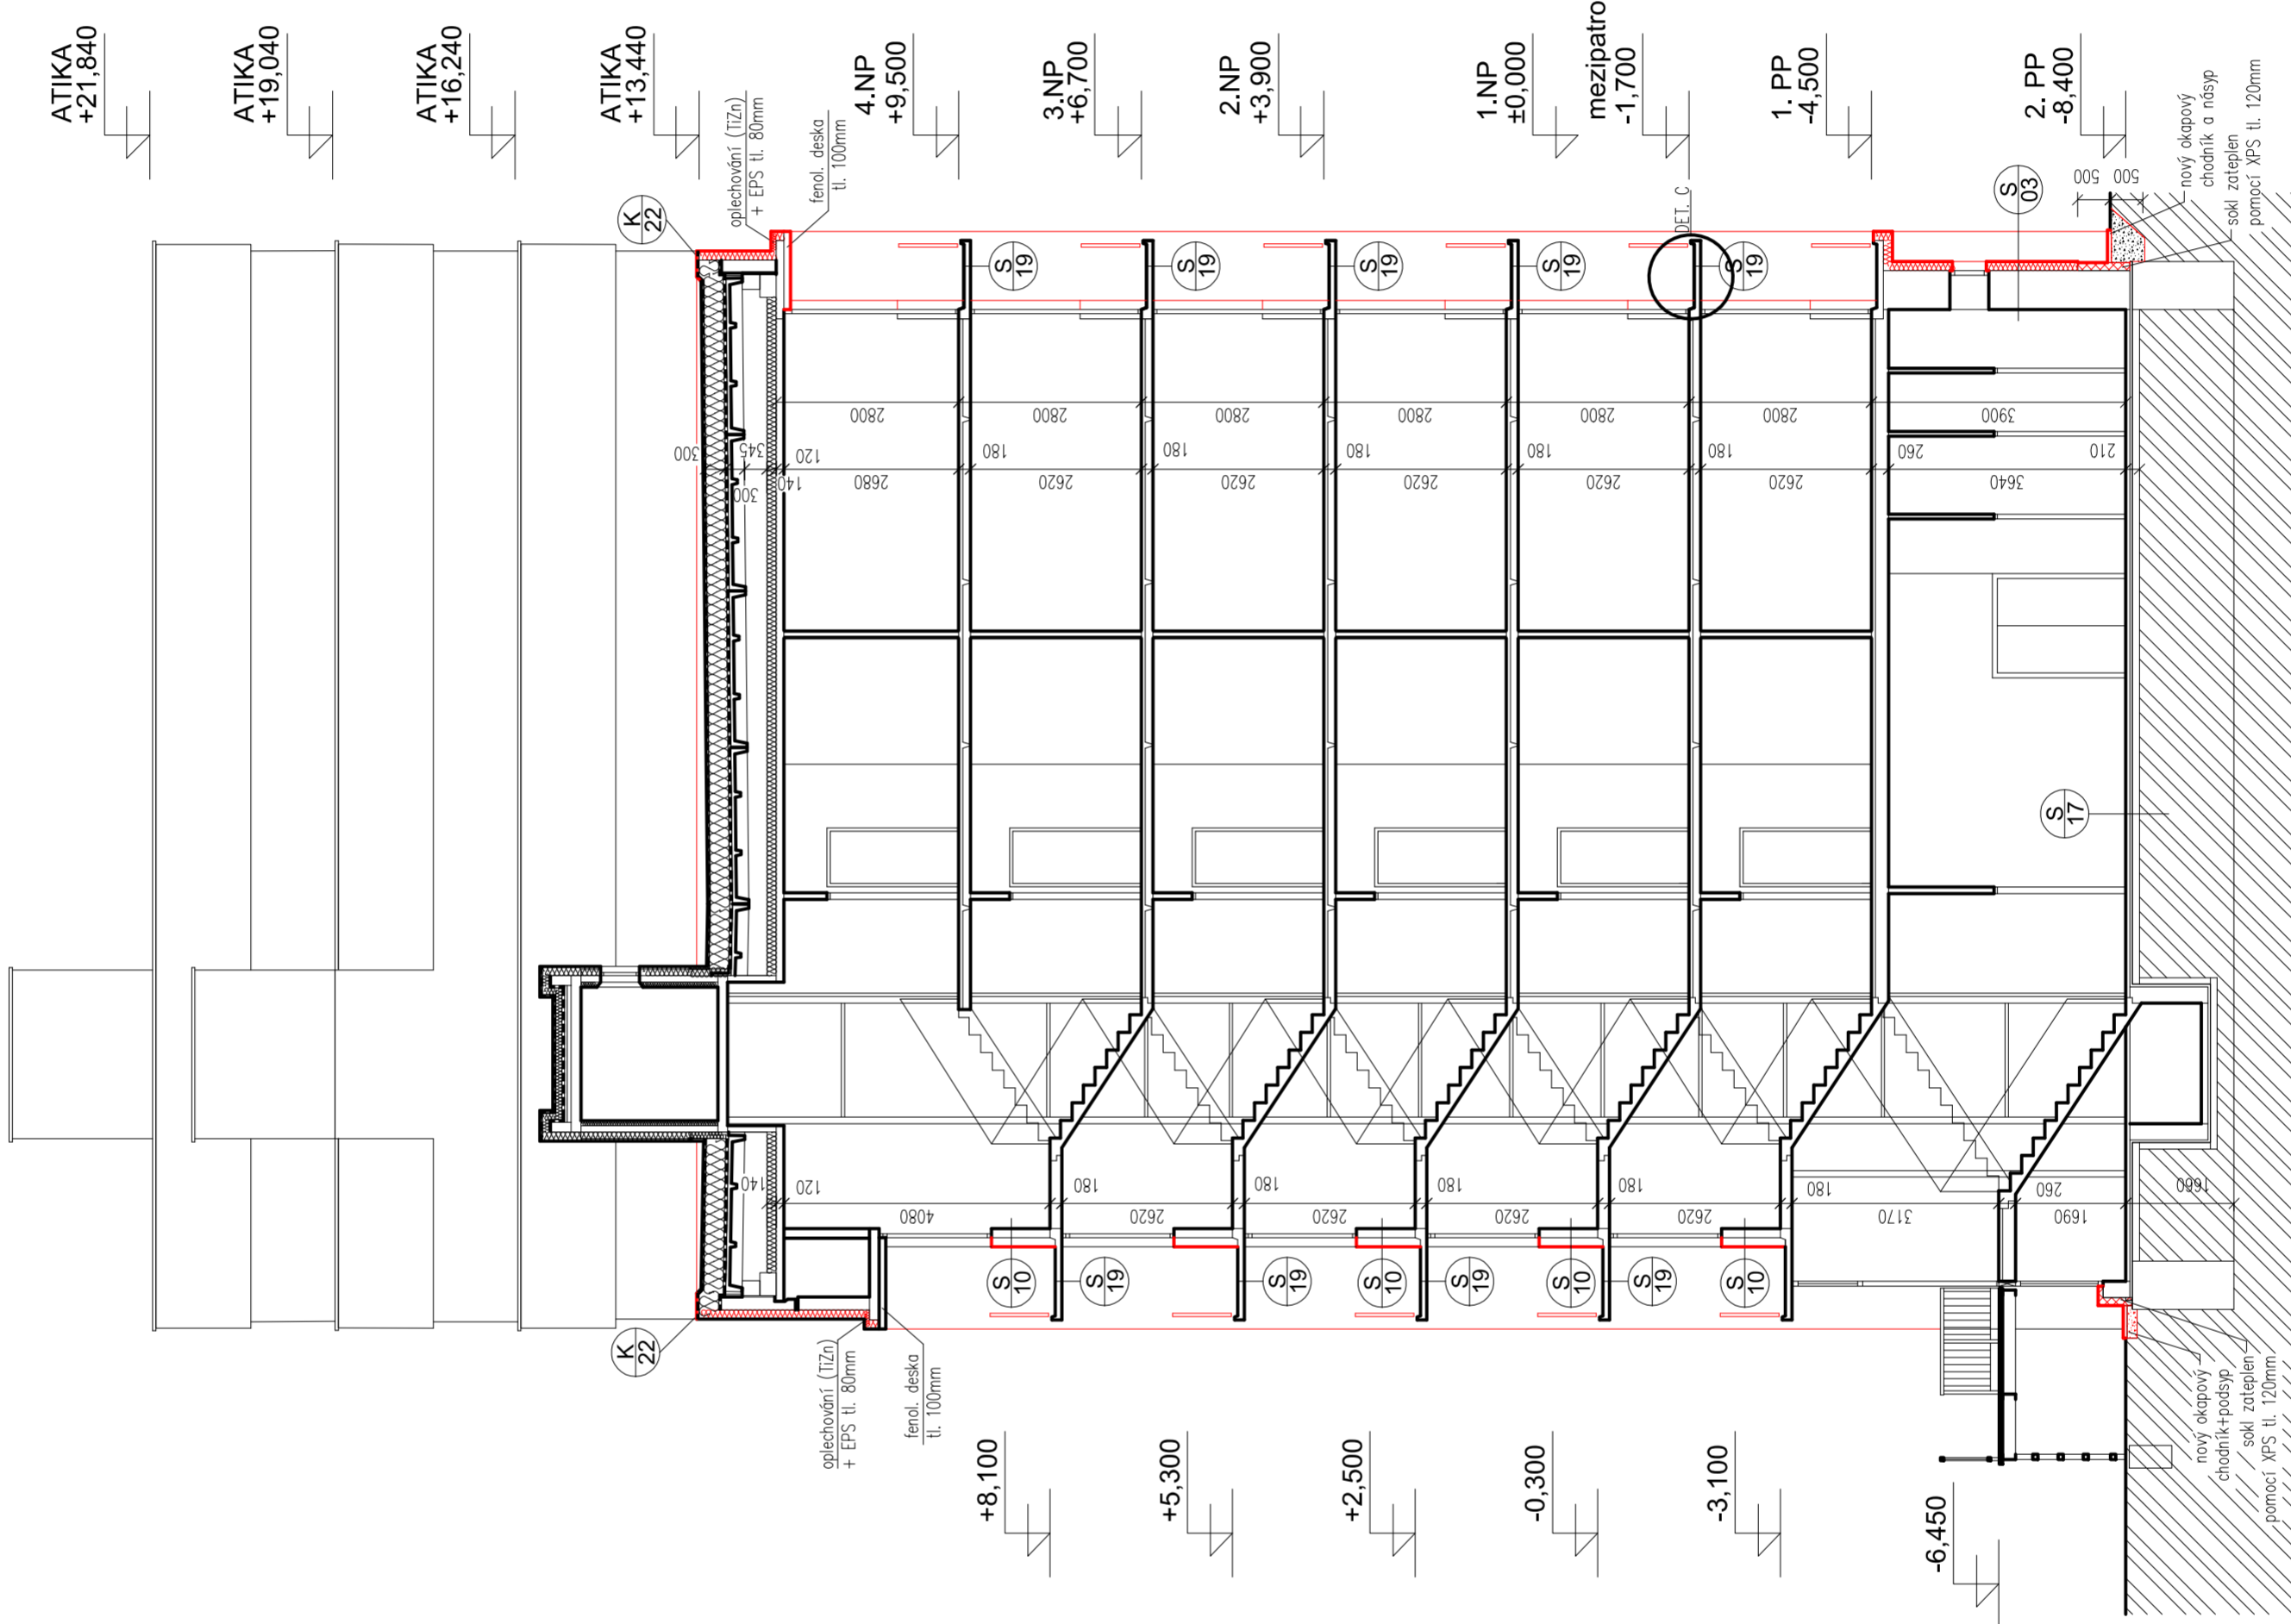 ATIKA
+21,840
ATIKA
+19,040
ATIKA
+16,240
ATIKA
+13,440
4.NP
+9,500
3.NP
+6,700
2.NP
+3,900
1.NP
±0,000
mezipatro
-1,700
1. PP
-4,500
2. PP
-8,400
K
22
oplechování (TiZn)
+ EPS tl. 80mm
fenol. deska
tl. 100mm
S
19
S
19
S
19
S
19
DET. C
S
19
S
03
500
500
nový okapový
chodník a násyp
sokl zateplen
pomocí XPS tl. 120mm
2800
2800
2800
2800
2800
2800
3900
300
345
300
140
120
2680
180
2620
180
2620
180
2620
180
2620
180
2620
260
3640
210
S
17
140
120
4080
180
2620
180
2620
180
2620
180
2620
180
3170
260
1690
1660
K
22
oplechování (TiZn)
+ EPS tl. 80mm
fenol. deska
tl. 100mm
S
10
S
19
S
19
S
10
S
19
S
10
S
19
S
10
nový okapový
chodník+podsyp
sokl zateplen
pomocí XPS tl. 120mm
+8,100
+5,300
+2,500
-0,300
-3,100
-6,450